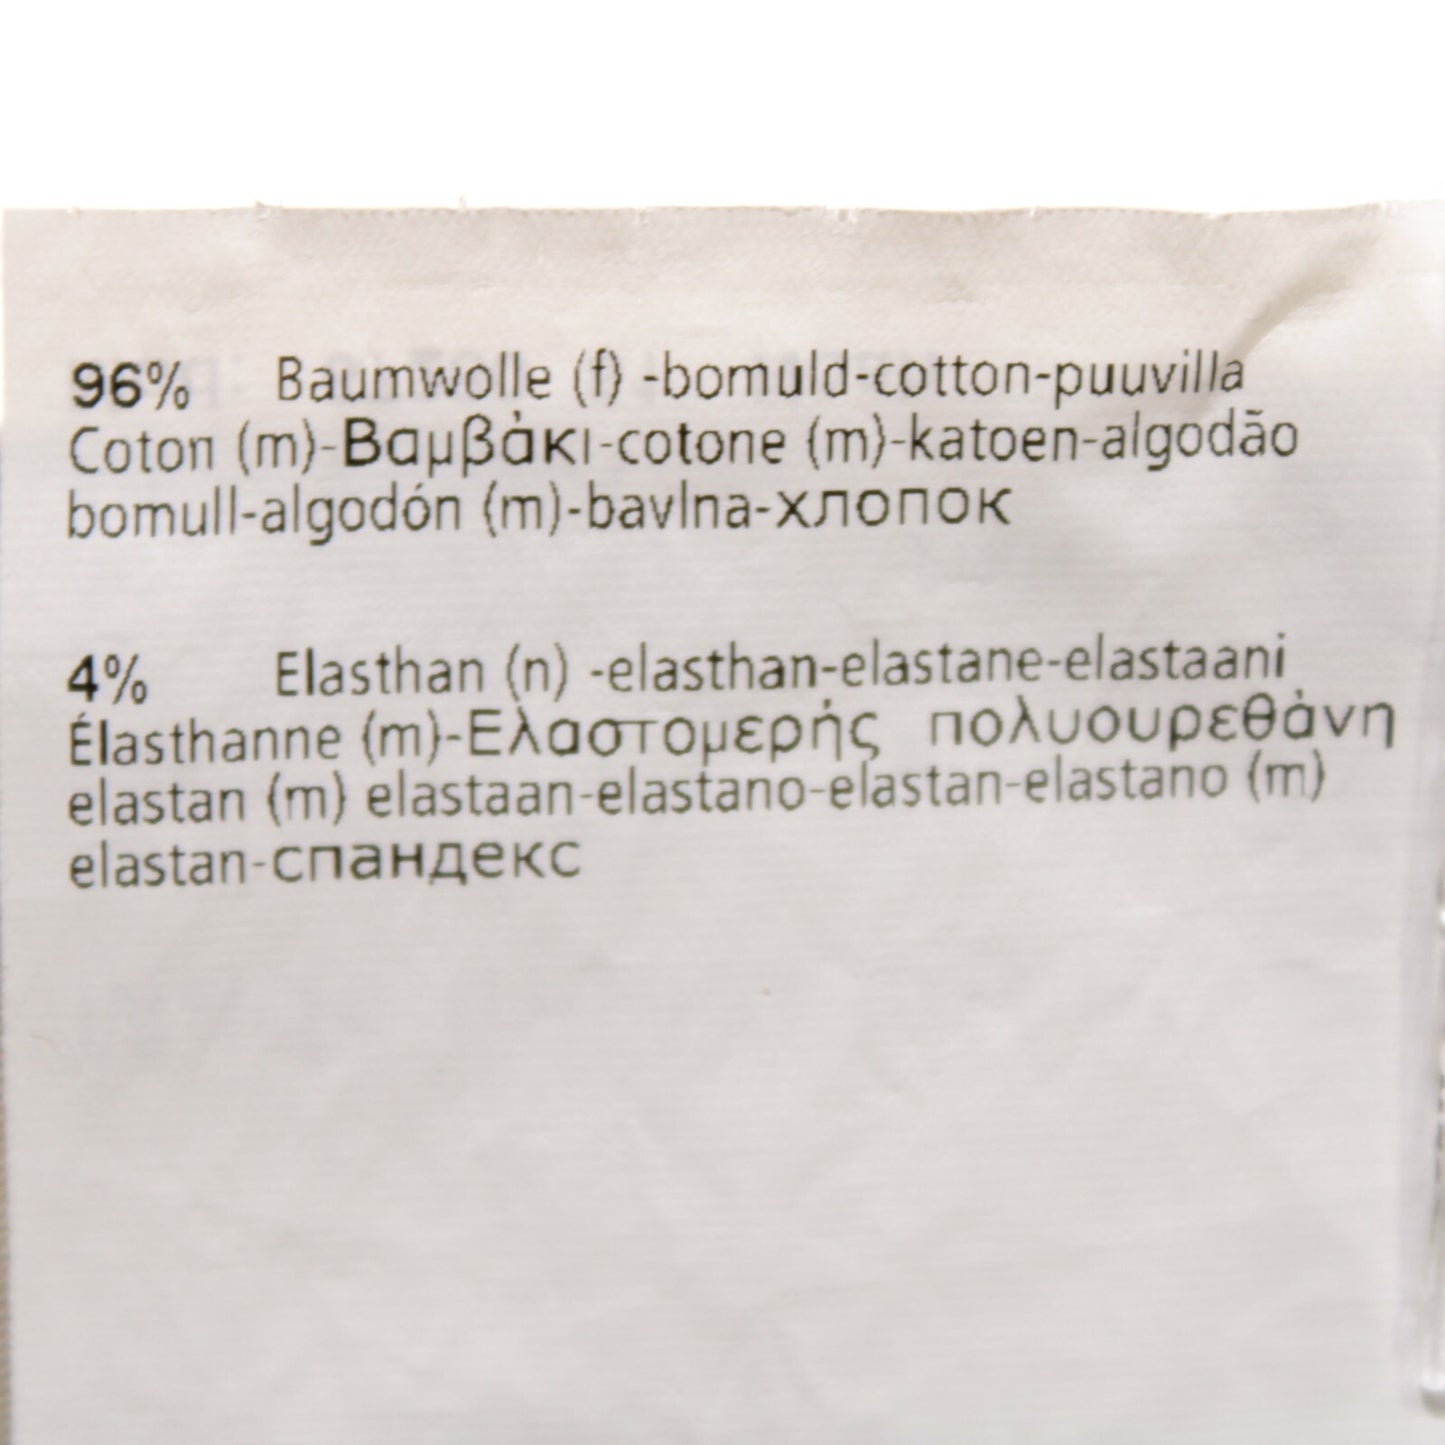 96% Baumwolle (f) -bomuld-cotton-puuvilla
Coton (m)-Βαμβάκι-cotone (m)-katoen-algodão
bomull-algodón (m)-bavlna-хлопок
4% Elasthan (n) -elasthan-elastane-elastaani
Élasthanne (m)-Ελαστομερής πολυουρεθάνη
elastan (m) elastaan-elastano-elastan-elastano (m)
elastan-спандекс